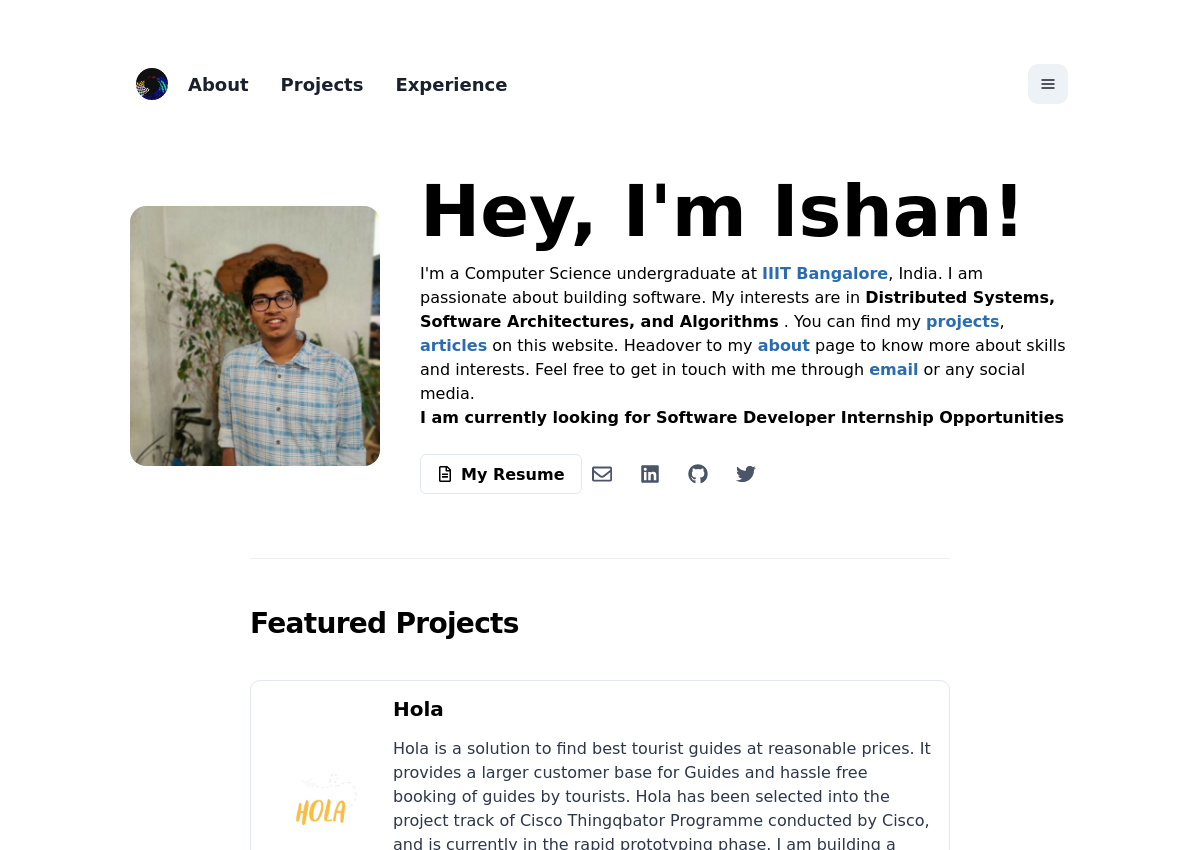 About Projects Experience
Hey, I'm Ishan!
I'm a Computer Science undergraduate at IIIT Bangalore, India. I am
passionate about building software. My interests are in Distributed Systems,
Software Architectures, and Algorithms . You can find my projects,
articles on this website. Headover to my about page to know more about skills
and interests. Feel free to get in touch with me through email or any social
media.
I am currently looking for Software Developer Internship Opportunities
My Resume
Featured Projects
Hola
Hola is a solution to find best tourist guides at reasonable prices. It
provides a larger customer base for Guides and hassle free
booking of guides by tourists. Hola has been selected into the
HOLA
project track of Cisco Thingqbator Programme conducted by Cisco,
and is currently in the rapid prototyping phase. I am building a